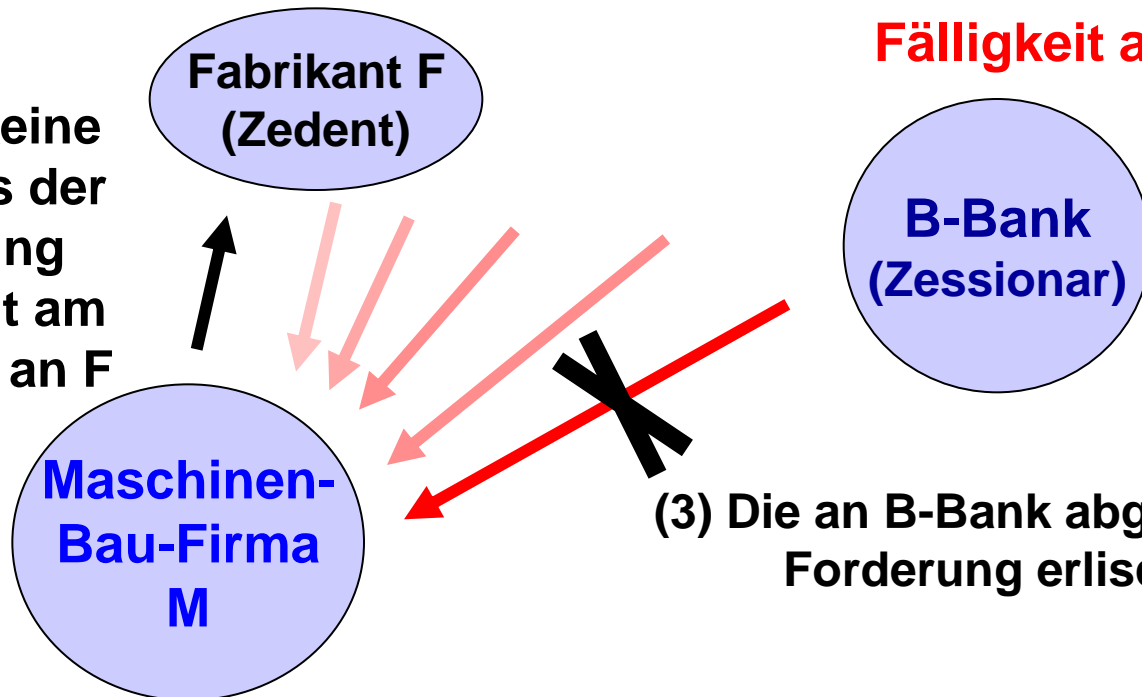 Fabrikant F
(Zedent)
Fälligkeit a
eine
s der
ng
t am
an F
B-Bank
(Zessionar)
Maschinen-
Bau-Firma
M
(3) Die an B-Bank abg
Forderung erlis